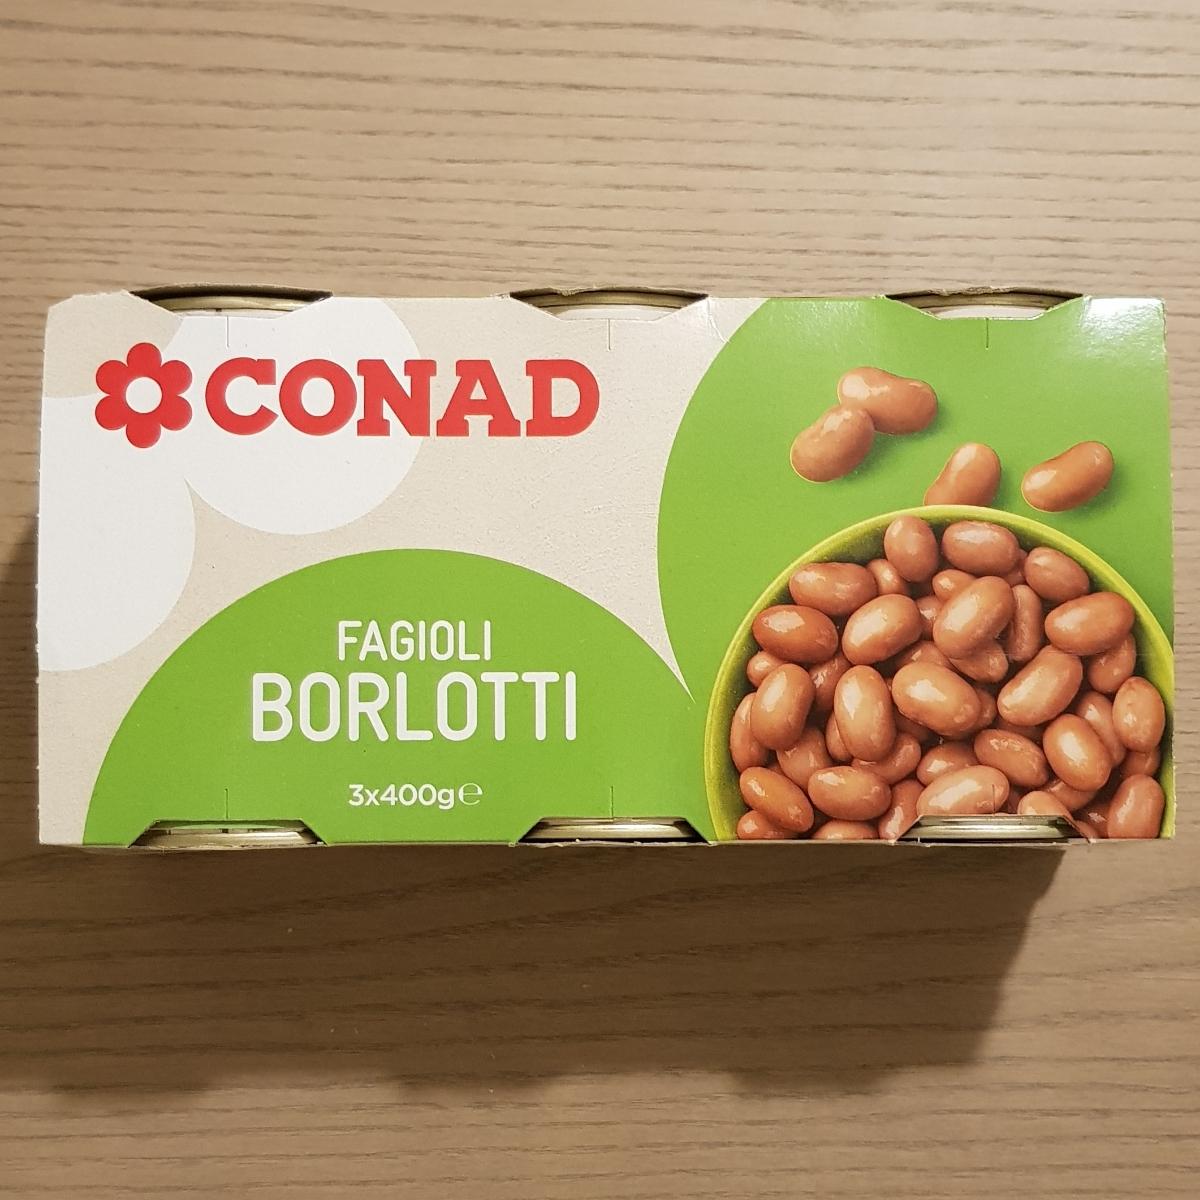 CONAD
FAGIOLI
BORLOTTI
3x400g℮